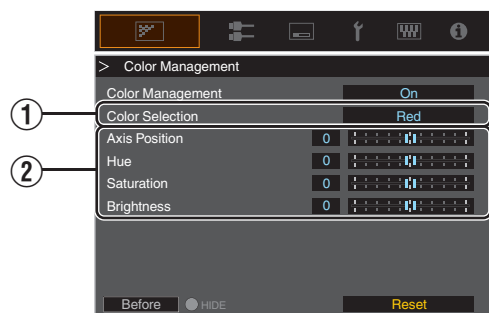 > Color Management
Color Management On
① Color Selection Red
Axis Position 0
② Hue 0
Saturation 0
Brightness 0
Before HIDE Reset